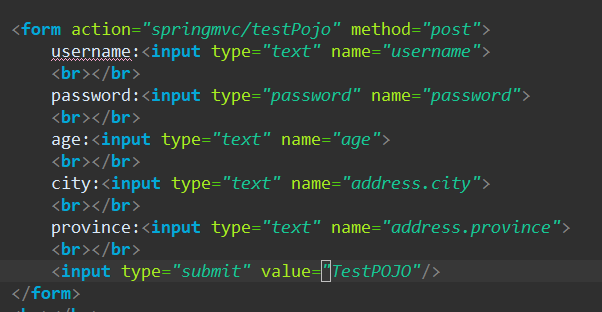 <form action="springmvc/testPojo" method="post">
username:<input type="text" name="username">
<br></br>
password:<input type="password" name="password">
<br></br>
age:<input type="text" name="age">
<br></br>
city:<input type="text" name="address.city">
<br></br>
province:<input type="text" name="address.province">
<br></br>
<input type="submit" value="TestPOJO"/>
</form>